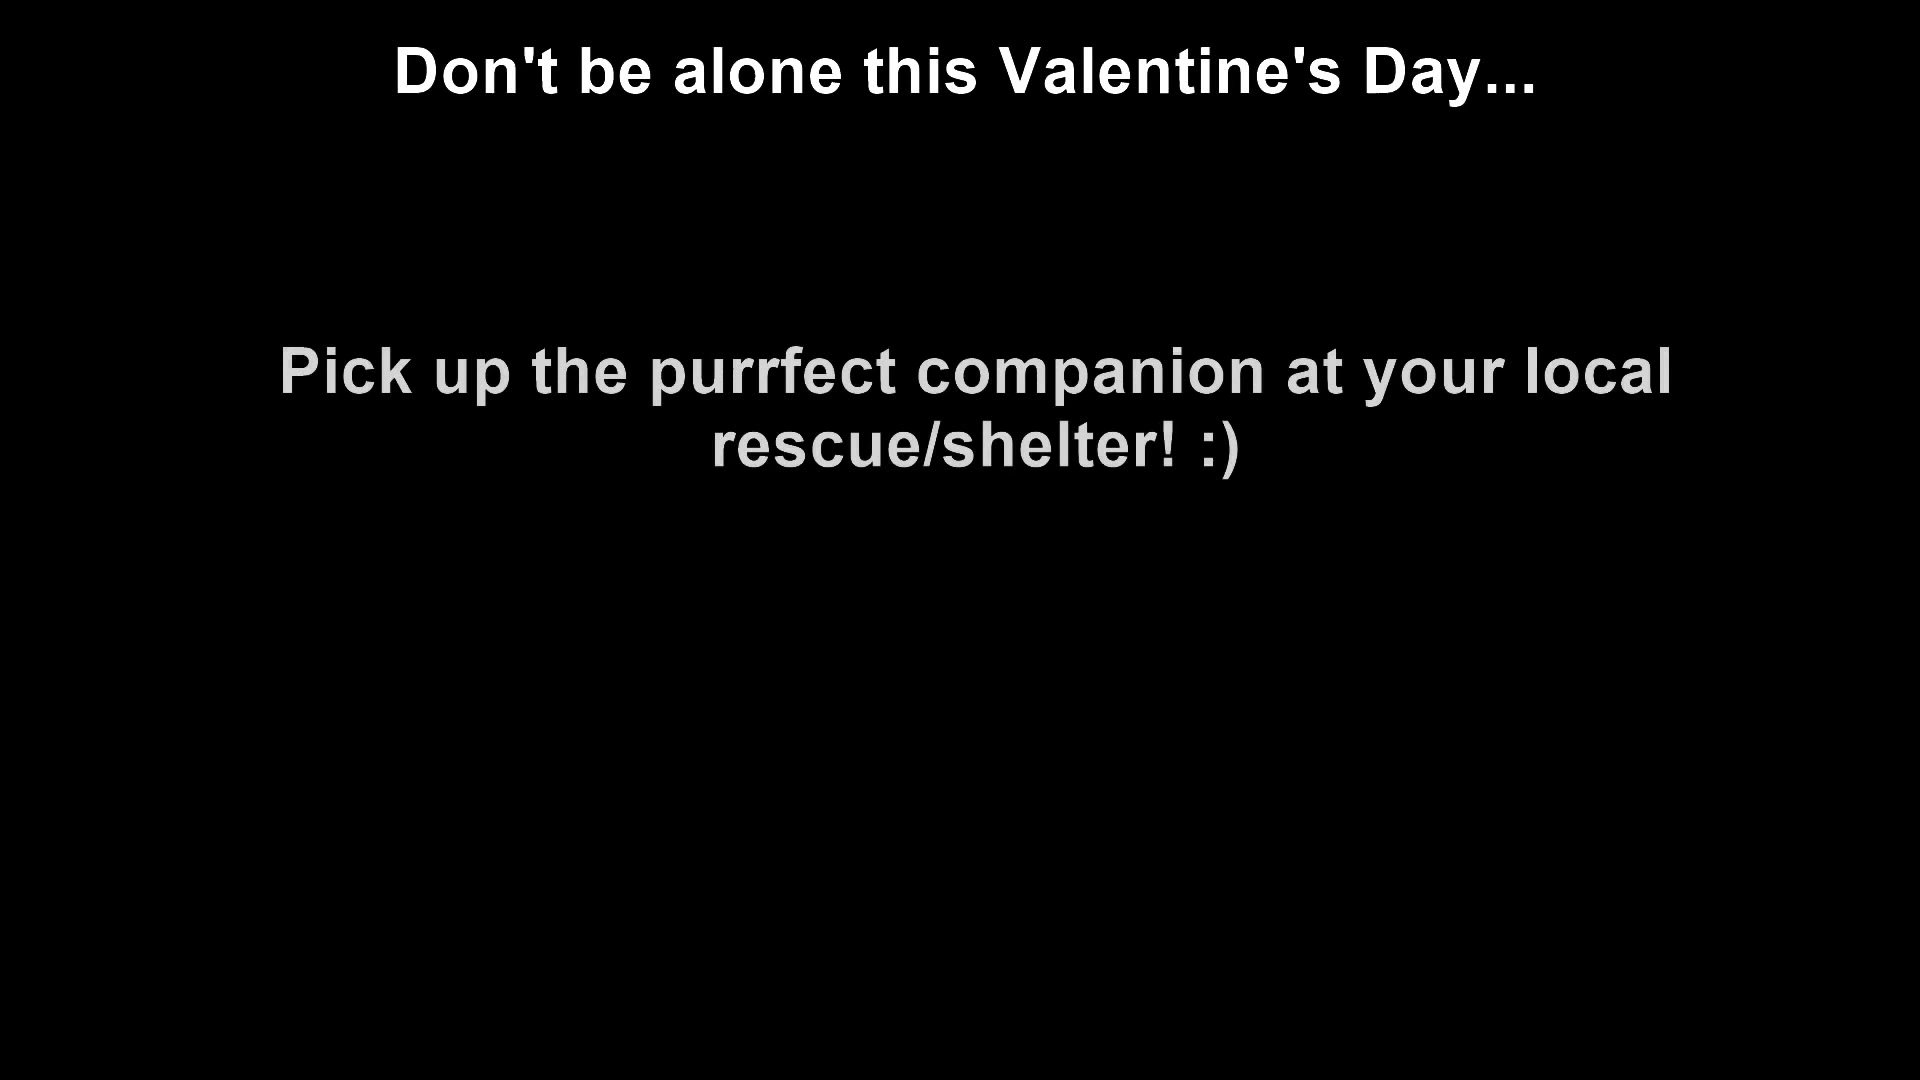 Don't be alone this Valentine's Day...
Pick up the purrfect companion at your local
rescue/shelter! :)